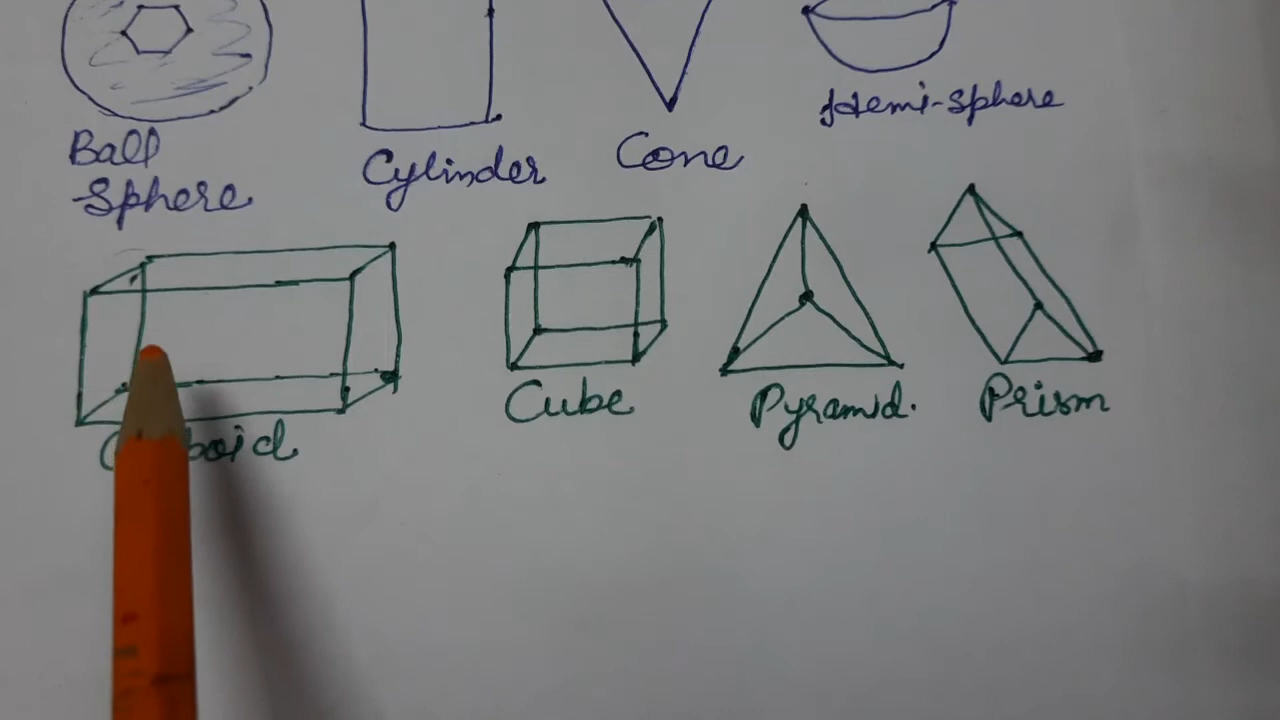 Ball
Sphere
Cylinder
Cone
Hemi-sphere
Cube
Pyramid.
Prism